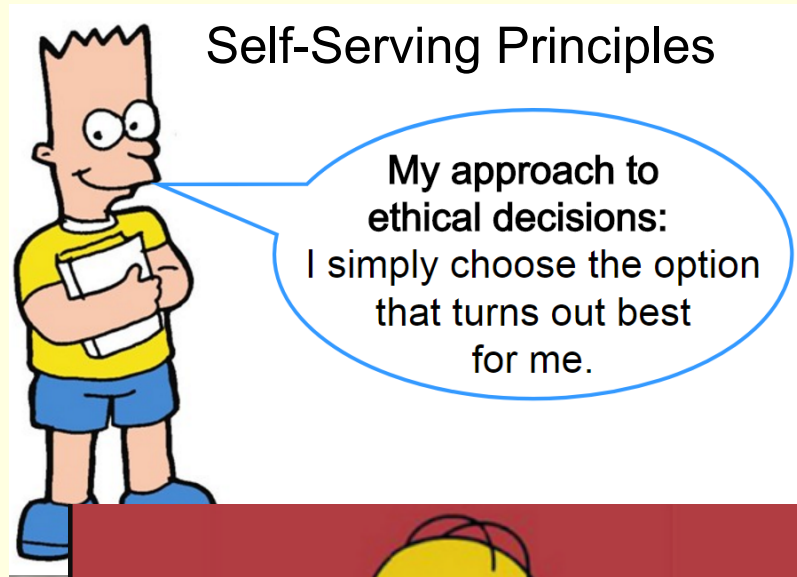 Self-Serving Principles
My approach to
ethical decisions:
I simply choose the option
that turns out best
for me.